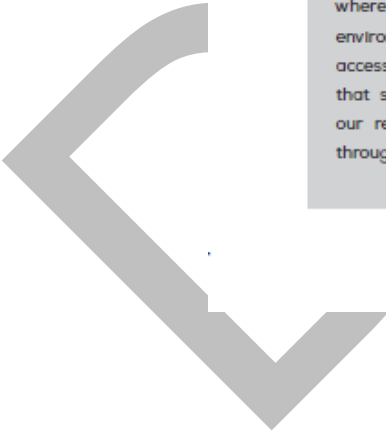 where
enviro
access
that s
our re
throug